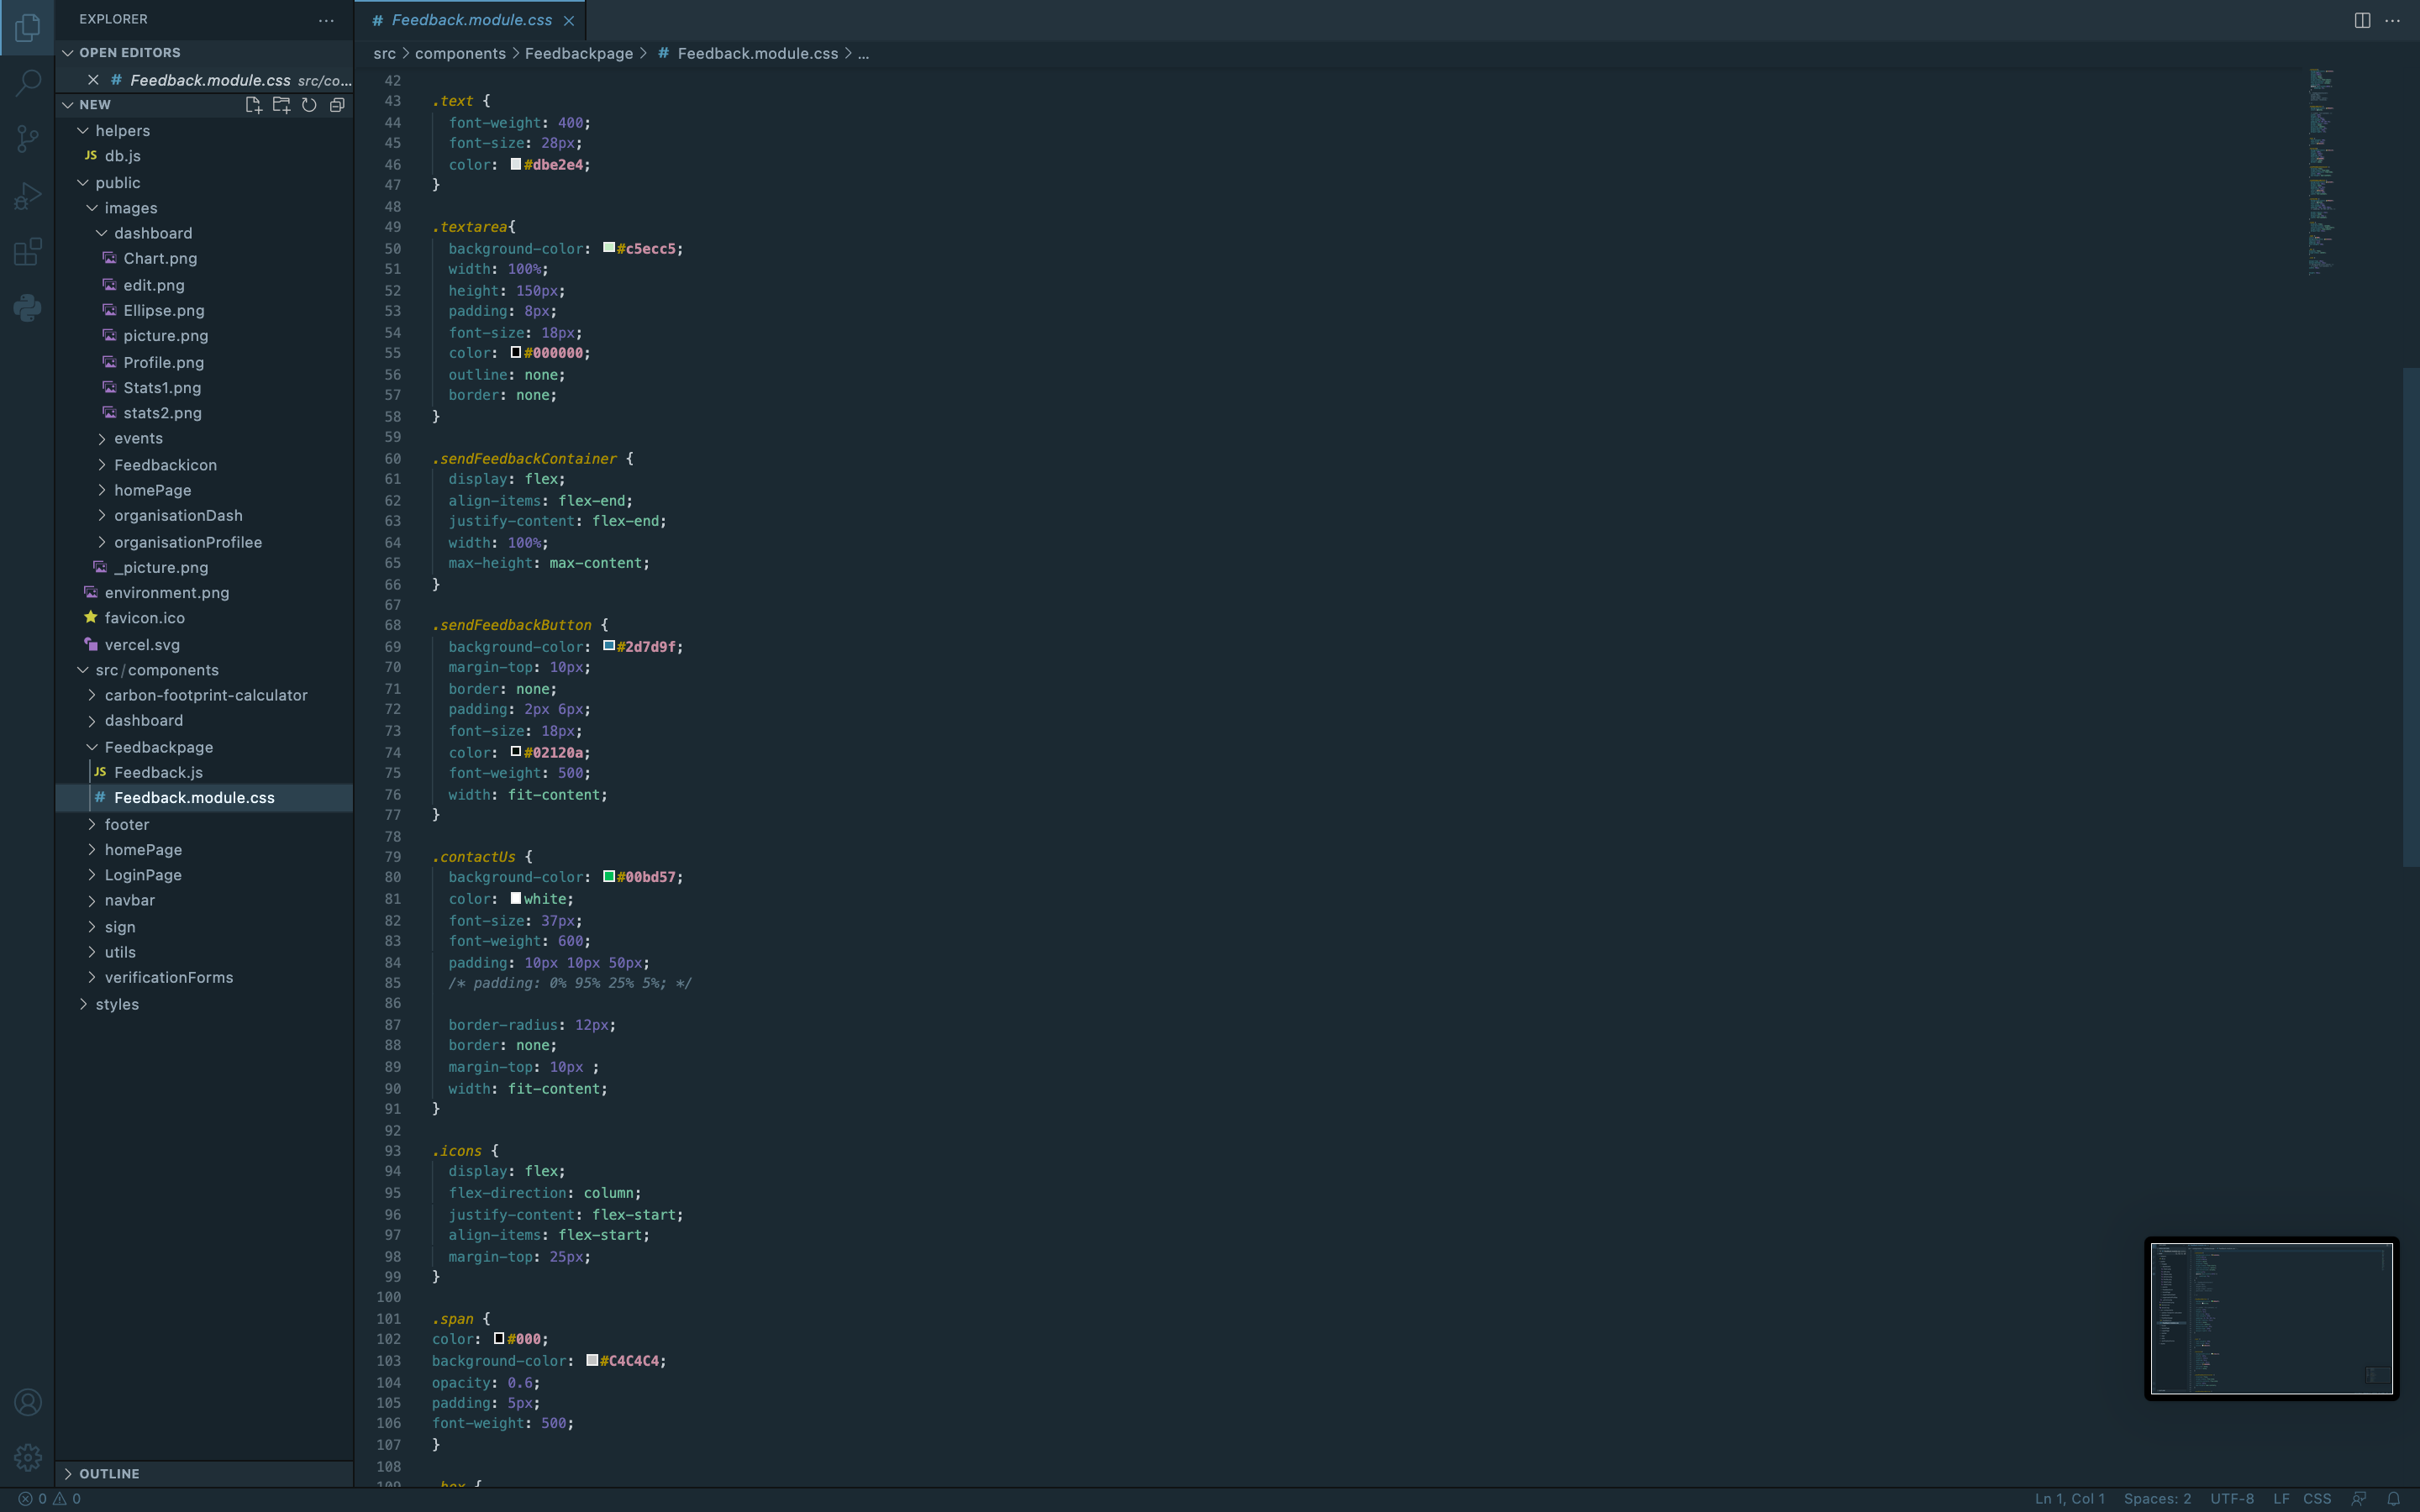 EXPLORER
OPEN EDITORS
# Feedback.module.css src/co...
NEW
helpers
JS db.js
public
images
dashboard
Chart.png
edit.png
Ellipse.png
picture.png
Profile.png
Stats1.png
stats2.png
events
Feedbackicon
homePage
organisationDash
organisationProfilee
_picture.png
environment.png
favicon.ico
vercel.svg
src/components
carbon-footprint-calculator
dashboard
Feedbackpage
JS Feedback.js
# Feedback.module.css
footer
homePage
LoginPage
navbar
sign
utils
verificationForms
styles
OUTLINE
# Feedback.module.css
src > components > Feedbackpage > # Feedback.module.css > ...
42
43 .text {
44 font-weight: 400;
45 font-size: 28px;
46 color: #dbe2e4;
47 }
48
49 .textarea{
50 background-color: #c5ecc5;
51 width: 100%;
52 height: 150px;
53 padding: 8px;
54 font-size: 18px;
55 color: #000000;
56 outline: none;
57 border: none;
58 }
59
60 .sendFeedbackContainer {
61 display: flex;
62 align-items: flex-end;
63 justify-content: flex-end;
64 width: 100%;
65 max-height: max-content;
66 }
67
68 .sendFeedbackButton {
69 background-color: #2d7d9f;
70 margin-top: 10px;
71 border: none;
72 padding: 2px 6px;
73 font-size: 18px;
74 color: #02120a;
75 font-weight: 500;
76 width: fit-content;
77 }
78
79 .contactUs {
80 background-color: #00bd57;
81 color: white;
82 font-size: 37px;
83 font-weight: 600;
84 padding: 10px 10px 50px;
85 /* padding: 0% 95% 25% 5%; */
86
87 border-radius: 12px;
88 border: none;
89 margin-top: 10px ;
90 width: fit-content;
91 }
92
93 .icons {
94 display: flex;
95 flex-direction: column;
96 justify-content: flex-start;
97 align-items: flex-start;
98 margin-top: 25px;
99 }
100
101 .span {
102 color: #000;
103 background-color: #C4C4C4;
104 opacity: 0.6;
105 padding: 5px;
106 font-weight: 500;
107 }
108
109 .box {
0 0
Ln 1, Col 1 Spaces: 2 UTF-8 LF CSS